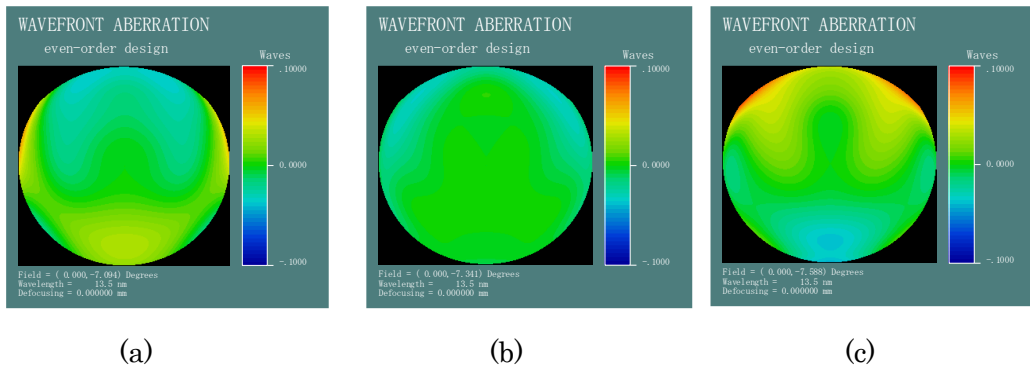 WAVEFRONT ABERRATION
even-order design
Waves
.10000
0.0000
-.1000
Field = ( 0.000,-7.094) Degrees
Wavelength = 13.5 nm
Defocusing = 0.000000 mm
(a)
WAVEFRONT ABERRATION
even-order design
Waves
.10000
0.0000
-.1000
Field = ( 0.000,-7.341) Degrees
Wavelength = 13.5 nm
Defocusing = 0.000000 mm
(b)
WAVEFRONT ABERRATION
even-order design
Waves
.10000
0.0000
-.1000
Field = ( 0.000,-7.588) Degrees
Wavelength = 13.5 nm
Defocusing = 0.000000 mm
(c)